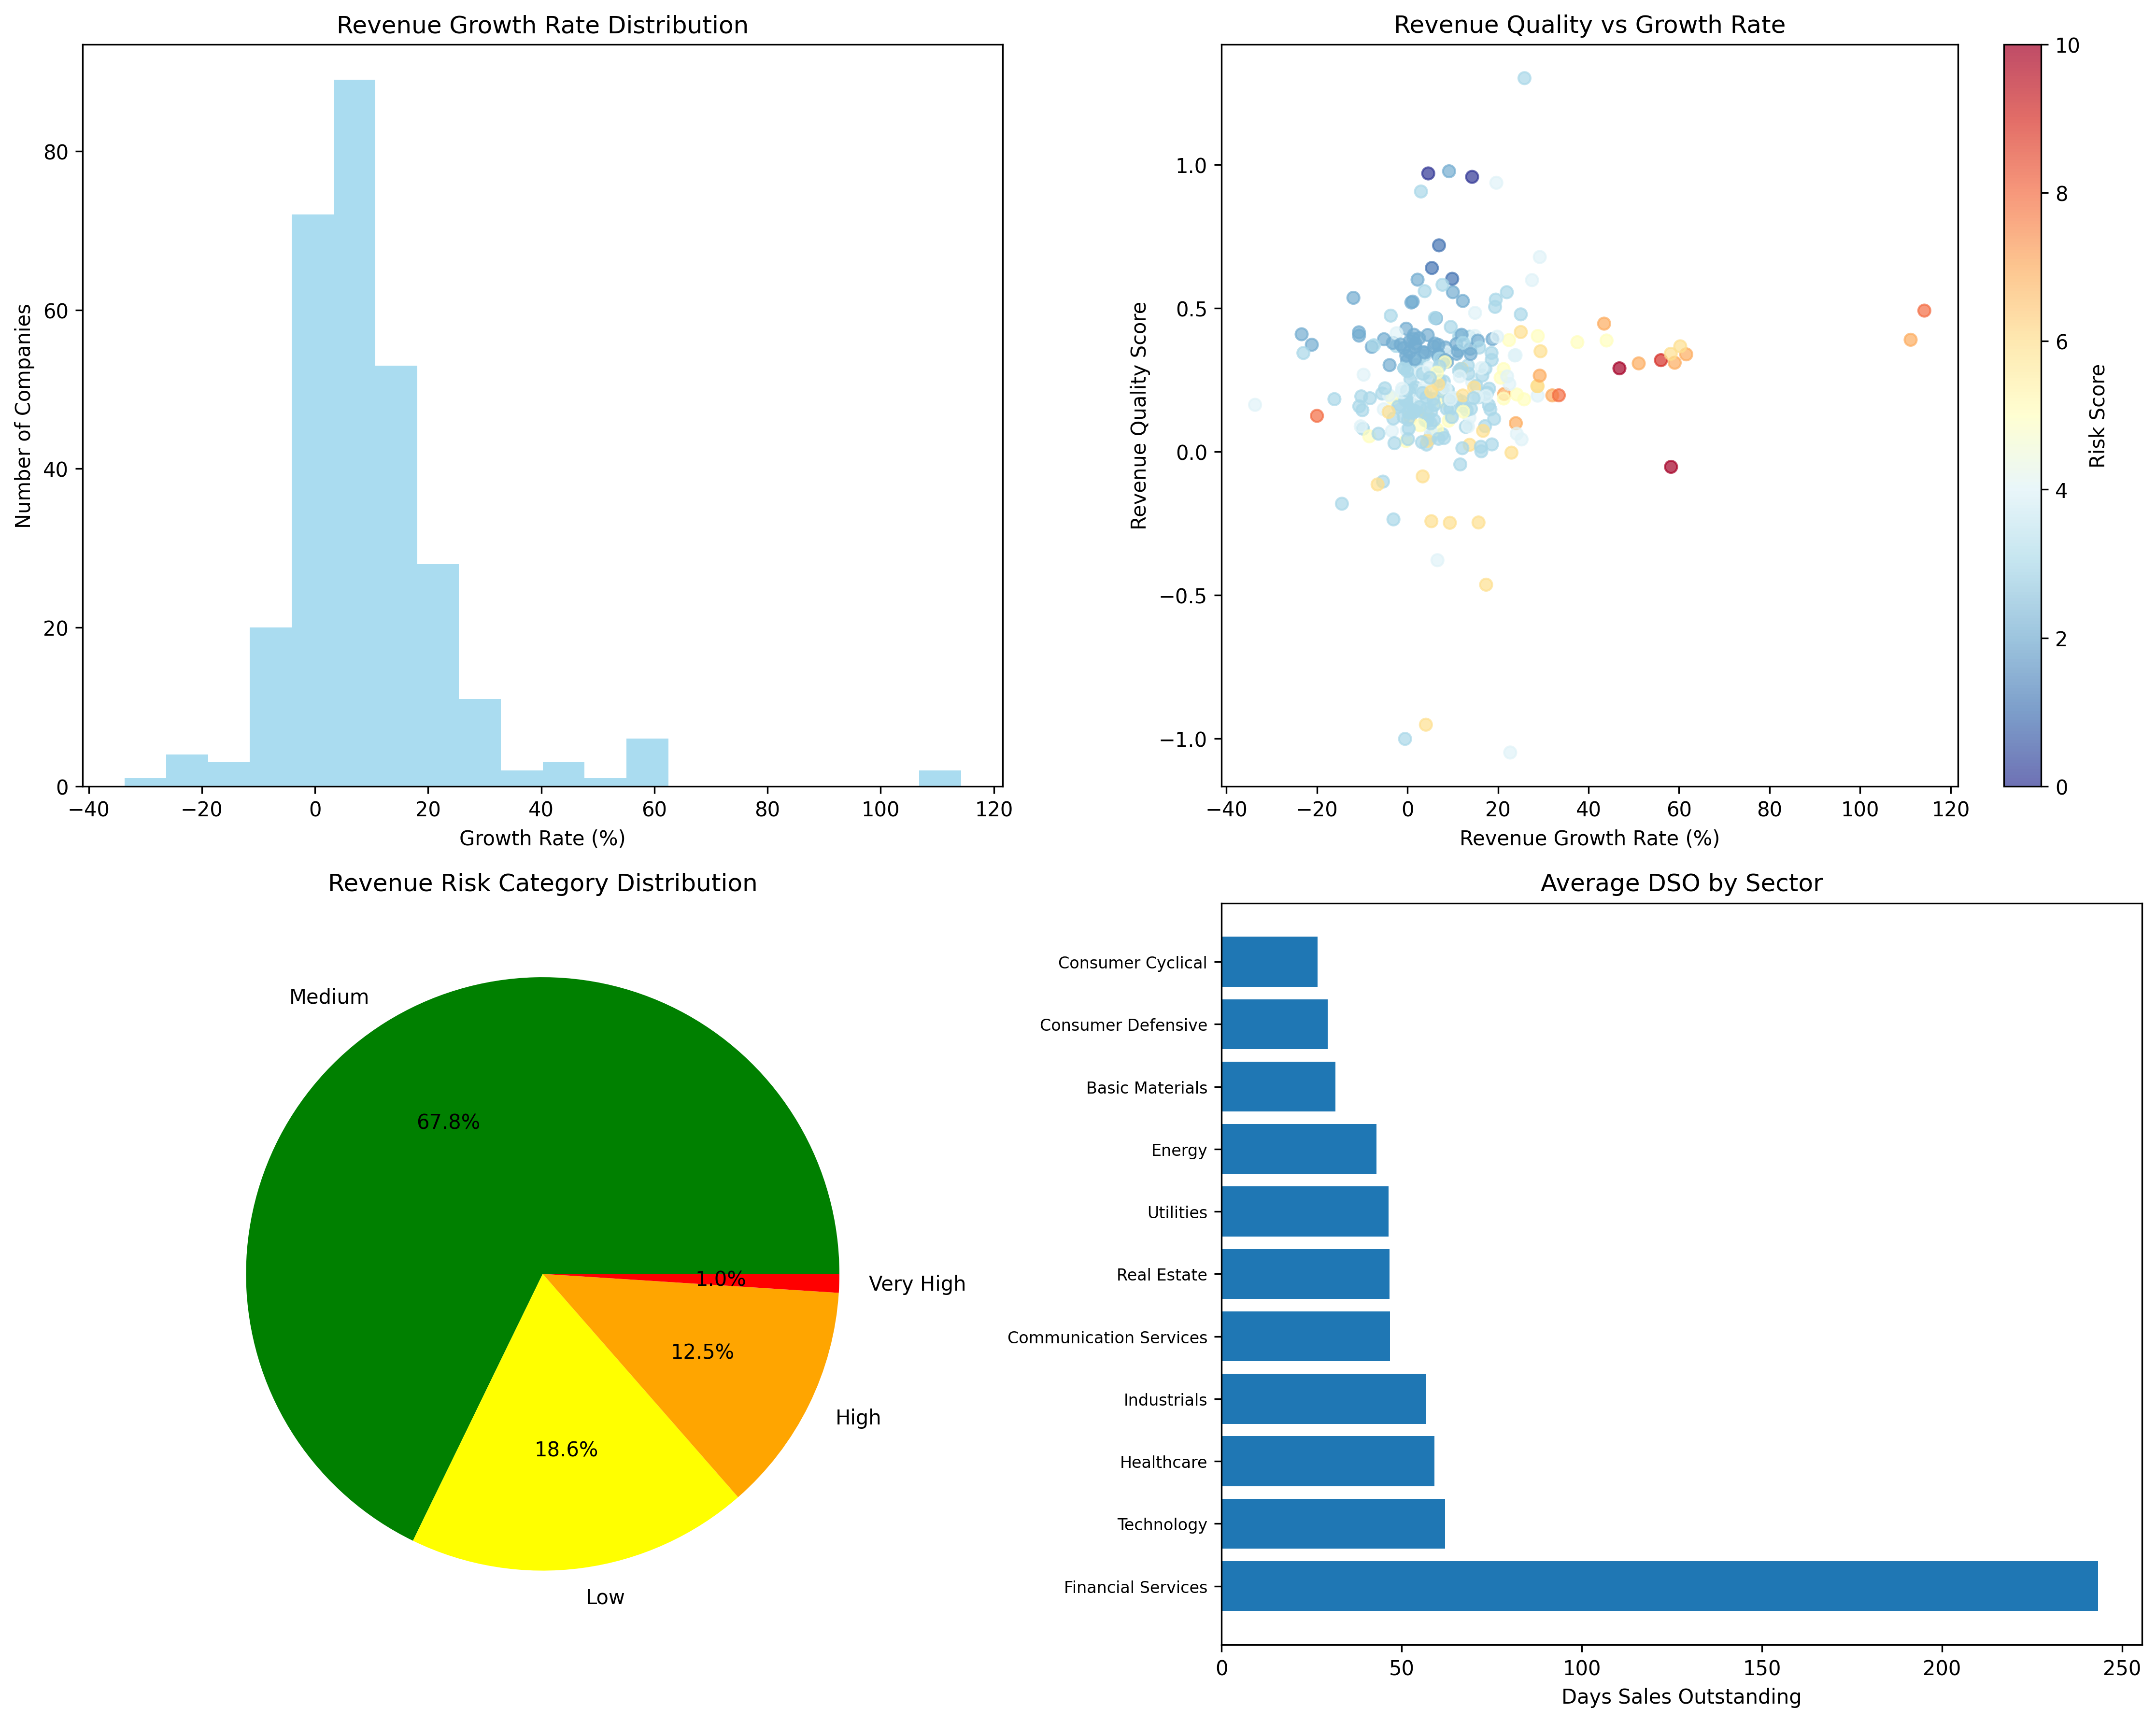 Revenue Growth Rate Distribution
80
60
40
20
0
Number of Companies
−40 −20 0 20 40 60 80 100 120
Growth Rate (%)
Revenue Quality vs Growth Rate
1.0
0.5
0.0
−0.5
−1.0
Revenue Quality Score
−40 −20 0 20 40 60 80 100 120
Revenue Growth Rate (%)
10
8
6
4
2
0
Risk Score
Revenue Risk Category Distribution
Medium
67.8%
1.0%
Very High
12.5%
High
18.6%
Low
Average DSO by Sector
Consumer Cyclical
Consumer Defensive
Basic Materials
Energy
Utilities
Real Estate
Communication Services
Industrials
Healthcare
Technology
Financial Services
0 50 100 150 200 250
Days Sales Outstanding